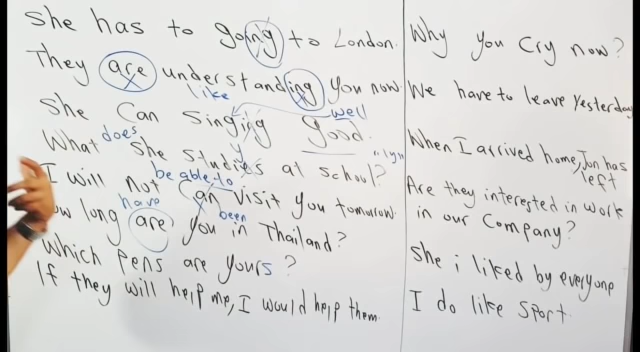 she has to going to London.
They are understanding you now
like
She Can Singing Good.
well
does
What she studies at school?
y
be able to
I will not Can visit you tomorrow
have
long are you in Thailand?
been
Which pens are yours?
If they will help me, I would help them.
Why you Cry now?
We have to leave yesterday
When I arrived home, Jon has
left
Are they interested in work
in our Company?
She i liked by everyone
I do like sport.